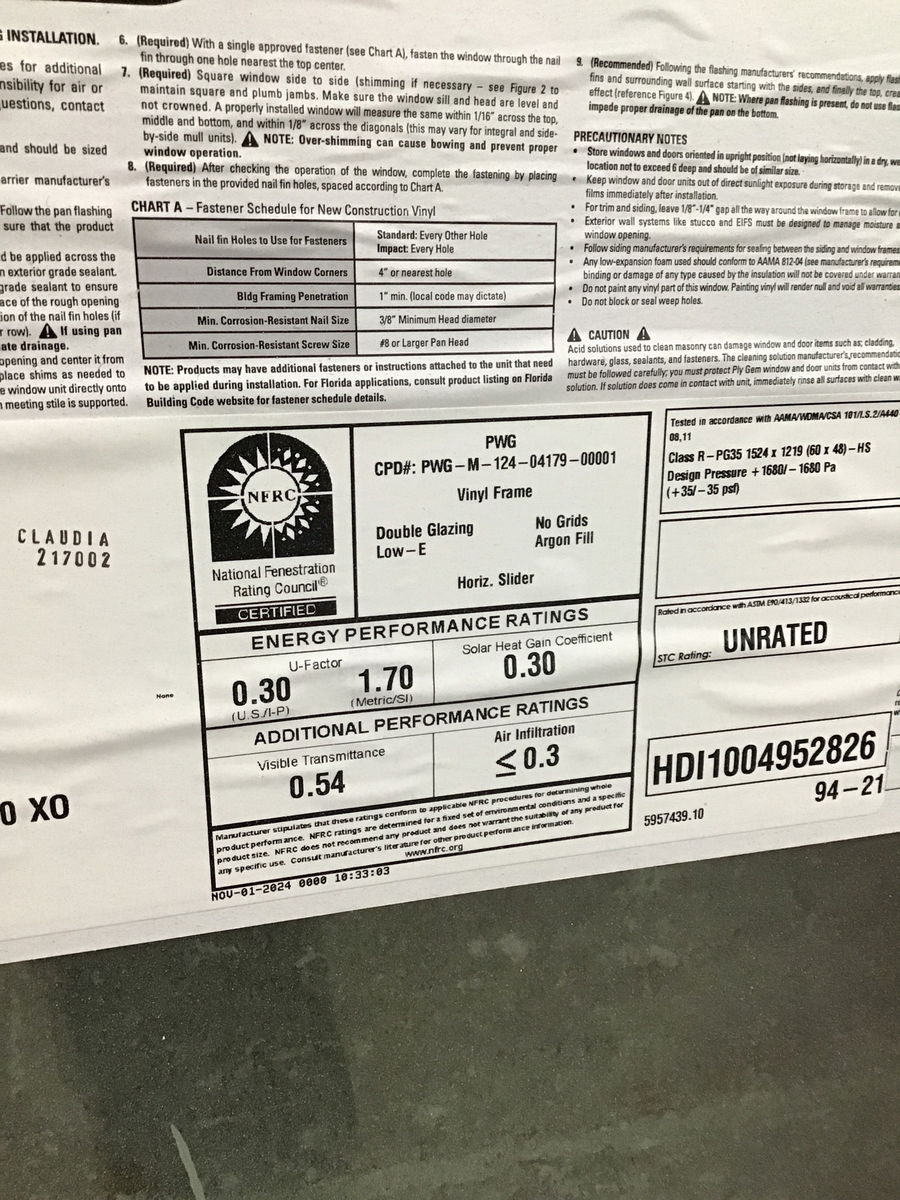 G INSTALLATION.
es for additional
nsibility for air or
uestions, contact
and should be sized
arrier manufacturer's
Follow the pan flashing
sure that the product
d be applied across the
n exterior grade sealant.
grade sealant to ensure
ace of the rough opening
ion of the nail fin holes (if
r row). If using pan
ate drainage.
opening and center it from
place shims as needed to
e window unit directly onto
n meeting stile is supported.
6. (Required) With a single approved fastener (see Chart A), fasten the window through the nail
fin through one hole nearest the top center.
7. (Required) Square window side to side (shimming if necessary – see Figure 2 to
maintain square and plumb jambs. Make sure the window sill and head are level and
not crowned. A properly installed window will measure the same within 1/16" across the top,
middle and bottom, and within 1/8" across the diagonals (this may vary for integral and side-
by-side mull units). NOTE: Over-shimming can cause bowing and prevent proper
window operation.
8. (Required) After checking the operation of the window, complete the fastening by placing
fasteners in the provided nail fin holes, spaced according to Chart A.
CHART A – Fastener Schedule for New Construction Vinyl
Nail fin Holes to Use for Fasteners
Standard: Every Other Hole
Impact: Every Hole
Distance From Window Corners
4" or nearest hole
Bldg Framing Penetration
1" min. (local code may dictate)
Min. Corrosion-Resistant Nail Size
3/8" Minimum Head diameter
Min. Corrosion-Resistant Screw Size
#8 or Larger Pan Head
NOTE: Products may have additional fasteners or instructions attached to the unit that need
to be applied during installation. For Florida applications, consult product listing on Florida
Building Code website for fastener schedule details.
9. (Recommended) Following the flashing manufacturers' recommendations, apply flas
fins and surrounding wall surface starting with the sides, and finally the top, crea
effect (reference Figure 4). NOTE: Where pan flashing is present, do not use flas
impede proper drainage of the pan on the bottom.
PRECAUTIONARY NOTES
• Store windows and doors oriented in upright position (not laying horizontally) in a dry, we
location not to exceed 6 deep and should be of similar size.
• Keep window and door units out of direct sunlight exposure during storage and remov
films immediately after installation.
• For trim and siding, leave 1/8"-1/4" gap all the way around the window frame to allow for
• Exterior wall systems like stucco and EIFS must be designed to manage moisture a
window opening.
• Follow siding manufacturer's requirements for sealing between the siding and window frames
• Any low-expansion foam used should conform to AAMA 812-04 (see manufacturer's requireme
binding or damage of any type caused by the insulation will not be covered under warran
• Do not paint any vinyl part of this window. Painting vinyl will render null and void all warranties
• Do not block or seal weep holes.
CAUTION
Acid solutions used to clean masonry can damage window and door items such as; cladding,
hardware, glass, sealants, and fasteners. The cleaning solution manufacturer's, recommendatio
must be followed carefully; you must protect Ply Gem window and door units from contact with
solution. If solution does come in contact with unit, immediately rinse all surfaces with clean w
CLAUDIA
217002
None
0 XO
NFRC
National Fenestration
Rating Council®
CERTIFIED
PWG
CPD#: PWG-M-124-04179-00001
Vinyl Frame
Double Glazing
Low-E
No Grids
Argon Fill
Horiz. Slider
ENERGY PERFORMANCE RATINGS
U-Factor
0.30
(U.S./I-P)
1.70
(Metric/SI)
Solar Heat Gain Coefficient
0.30
ADDITIONAL PERFORMANCE RATINGS
Visible Transmittance
0.54
Air Infiltration
≤0.3
Manufacturer stipulates that these ratings conform to applicable NFRC procedures for determining whole
product performance. NFRC ratings are determined for a fixed set of environmental conditions and a specific
product size. NFRC does not recommend any product and does not warrant the suitability of any product for
any specific use. Consult manufacturer's literature for other product performance information.
www.nfrc.org
NOV-01-2024 0000 10:33:03
Tested in accordance with AAMA/WDMA/CSA 101/I.S.2/A440
08,11
Class R-PG35 1524 x 1219 (60 x 48)-HS
Design Pressure +1680/-1680 Pa
(+35/-35 psf)
Rated in accordance with ASTM E90/413/1332 for accoustical performance
STC Rating: UNRATED
HDI1004952826
94-21
5957439.10